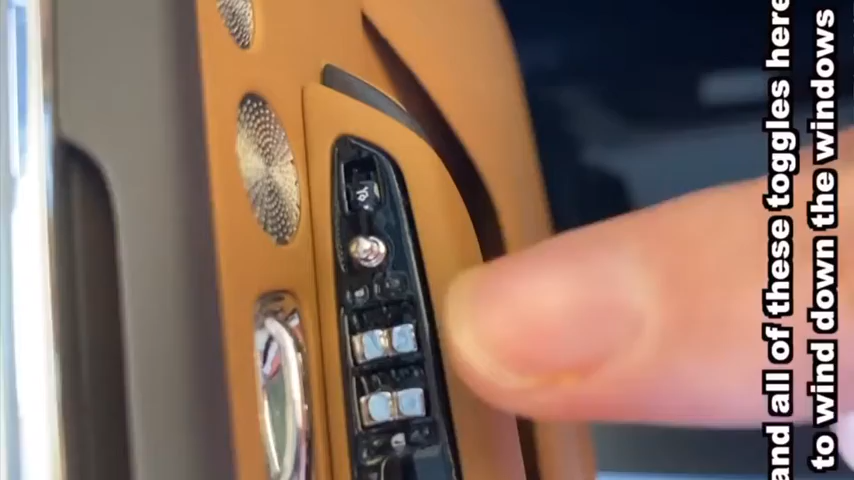 and all of these toggles here
to wind down the windows